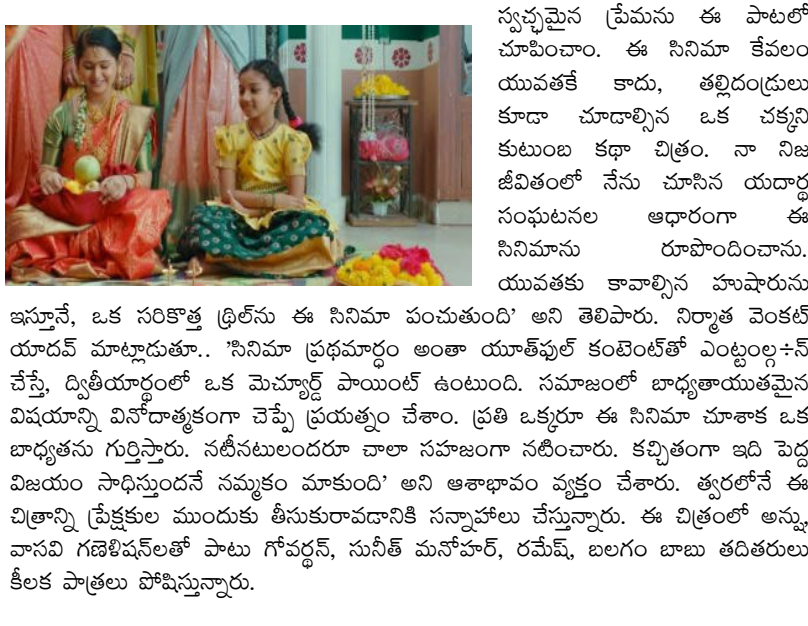 స్వచ్ఛమైన ప్రేమను ఈ పాటలో
చూపించాం. ఈ సినిమా కేవలం
యువతకే కాదు, తల్లిదండ్రులు
కూడా చూడాల్సిన ఒక చక్కని
కుటుంబ కథా చిత్రం. నా నిజ
జీవితంలో నేను చూసిన యదార్థ
సంఘటనల ఆధారంగా ఈ
సినిమాను రూపొందించాను.
యువతకు కావాల్సిన హుషారును
ఇస్తూనే, ఒక సరికొత్త థ్రిల్‌ను ఈ సినిమా పంచుతుంది' అని తెలిపారు. నిర్మాత వెంకట్
యాదవ్ మాట్లాడుతూ.. 'సినిమా ప్రథమార్ధం అంతా యూత్‌ఫుల్ కంటెంట్‌తో ఎంట్టంల్గ÷న్
చేస్తే, ద్వితీయార్థంలో ఒక మెచ్యూర్డ్ పాయింట్ ఉంటుంది. సమాజంలో బాధ్యతాయుతమైన
విషయాన్ని వినోదాత్మకంగా చెప్పే ప్రయత్నం చేశాం. ప్రతి ఒక్కరూ ఈ సినిమా చూశాక ఒక
బాధ్యతను గుర్తిస్తారు. నటీనటులందరూ చాలా సహజంగా నటించారు. కచ్చితంగా ఇది పెద్ద
విజయం సాధిస్తుందనే నమ్మకం మాకుంది' అని ఆశాభావం వ్యక్తం చేశారు. త్వరలోనే ఈ
చిత్రాన్ని ప్రేక్షకుల ముందుకు తీసుకురావడానికి సన్నాహాలు చేస్తున్నారు. ఈ చిత్రంలో అన్షు,
వాసవి గణెళిషన్‌లతో పాటు గోవర్థన్, సునీత్ మనోహర్, రమేష్, బలగం బాబు తదితరులు
కీలక పాత్రలు పోషిస్తున్నారు.